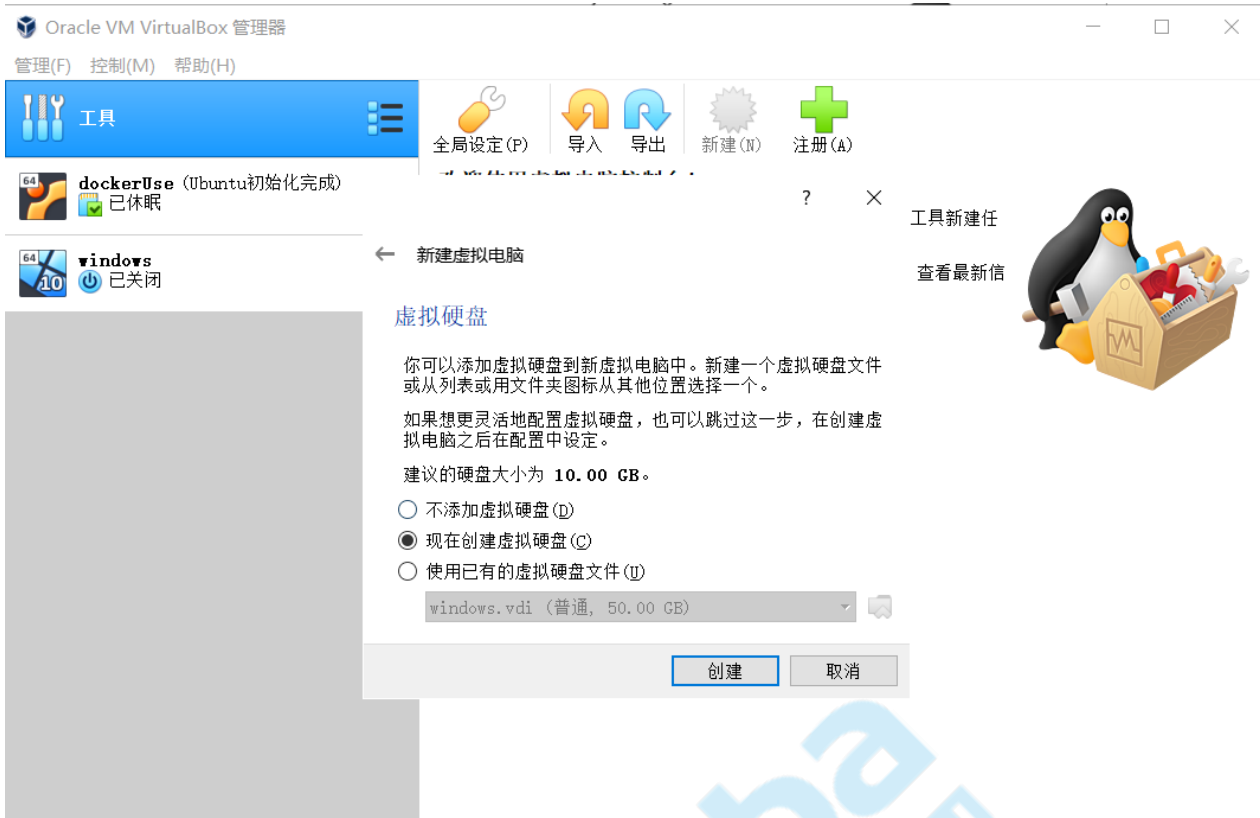 Oracle VM VirtualBox 管理器
管理(F) 控制(M) 帮助(H)
工具
全局设定(P) 导入 导出 新建(N) 注册(A)
64
dockerUse (Ubuntu初始化完成)
已休眠
64
10
windows
已关闭
?
工具新建任
查看最新信
新建虚拟电脑
虚拟硬盘
你可以添加虚拟硬盘到新虚拟电脑中。新建一个虚拟硬盘文件
或从列表或用文件夹图标从其他位置选择一个。
如果想更灵活地配置虚拟硬盘，也可以跳过这一步，在创建虚
拟电脑之后在配置中设定。
建议的硬盘大小为 10.00 GB。
不添加虚拟硬盘(D)
现在创建虚拟硬盘(C)
使用已有的虚拟硬盘文件(U)
windows.vdi (普通, 50.00 GB)
创建 取消